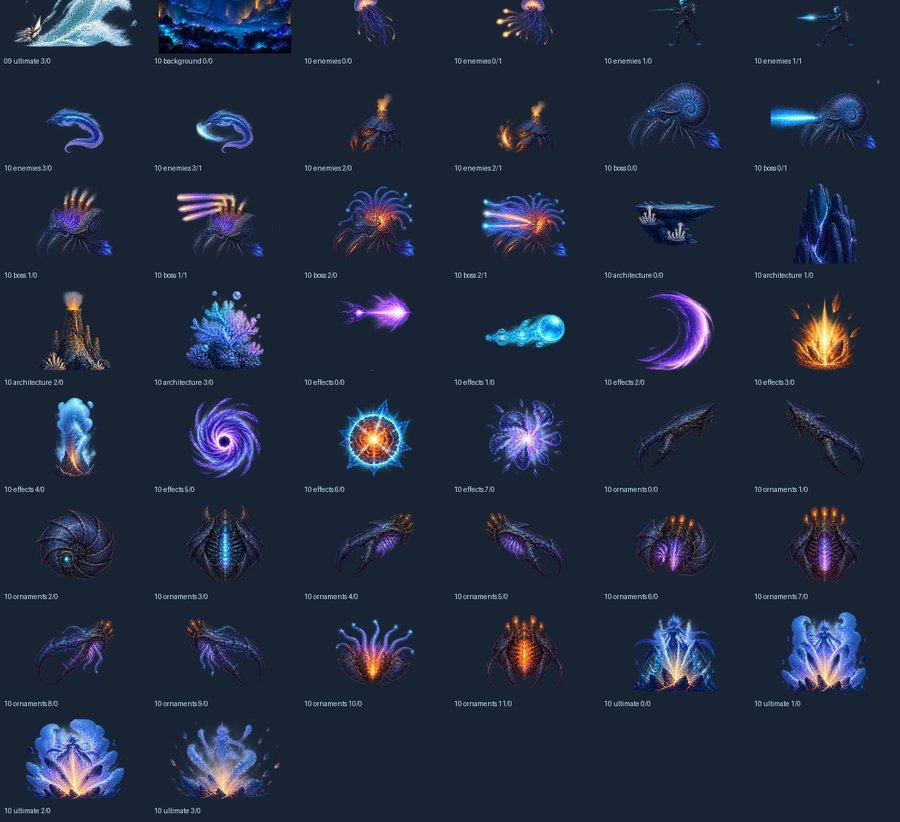 09 ultimate 3/0
10 background 0/0
10 enemies 0/0
10 enemies 0/1
10 enemies 1/0
10 enemies 1/1
10 enemies 3/0
10 enemies 3/1
10 enemies 2/0
10 enemies 2/1
10 boss 0/0
10 boss 0/1
10 boss 1/0
10 boss 1/1
10 boss 2/0
10 boss 2/1
10 architecture 0/0
10 architecture 1/0
10 architecture 2/0
10 architecture 3/0
10 effects 0/0
10 effects 1/0
10 effects 2/0
10 effects 3/0
10 effects 4/0
10 effects 5/0
10 effects 6/0
10 effects 7/0
10 ornaments 0/0
10 ornaments 1/0
10 ornaments 2/0
10 ornaments 3/0
10 ornaments 4/0
10 ornaments 5/0
10 ornaments 6/0
10 ornaments 7/0
10 ornaments 8/0
10 ornaments 9/0
10 ornaments 10/0
10 ornaments 11/0
10 ultimate 0/0
10 ultimate 1/0
10 ultimate 2/0
10 ultimate 3/0